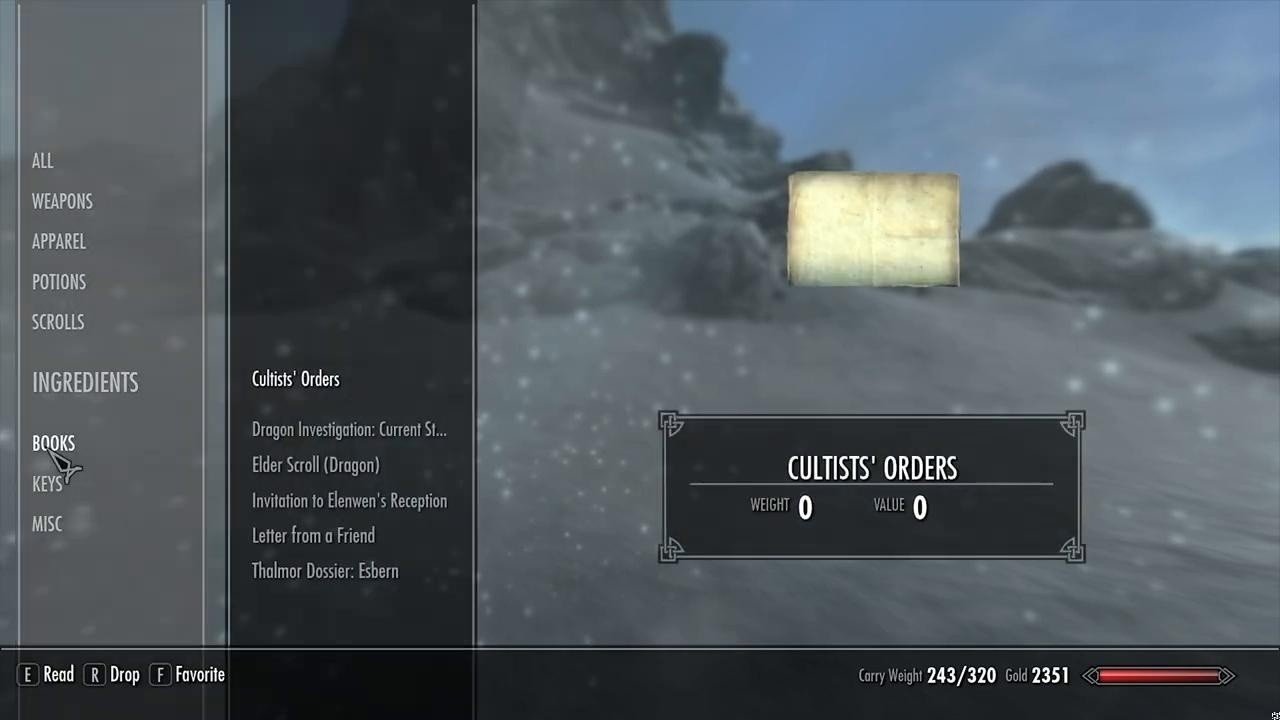 ALL
WEAPONS
APPAREL
POTIONS
SCROLLS
INGREDIENTS
BOOKS
KEYS
MISC
Cultists' Orders
Dragon Investigation: Current St...
Elder Scroll (Dragon)
Invitation to Elenwen's Reception
Letter from a Friend
Thalmor Dossier: Esbern
CULTISTS' ORDERS
WEIGHT 0 VALUE 0
E Read R Drop F Favorite
Carry Weight 243/320 Gold 2351